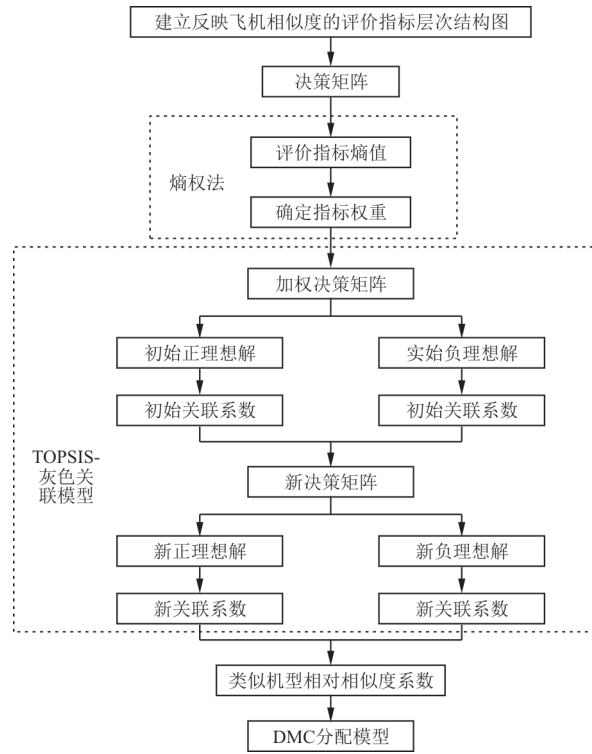 建立反映飞机相似度的评价指标层次结构图
决策矩阵
熵权法
评价指标熵值
确定指标权重
TOPSIS-
灰色关
联模型
加权决策矩阵
初始正理想解
实始负理想解
初始关联系数
初始关联系数
新决策矩阵
新正理想解
新负理想解
新关联系数
新关联系数
类似机型相对相似度系数
DMC分配模型